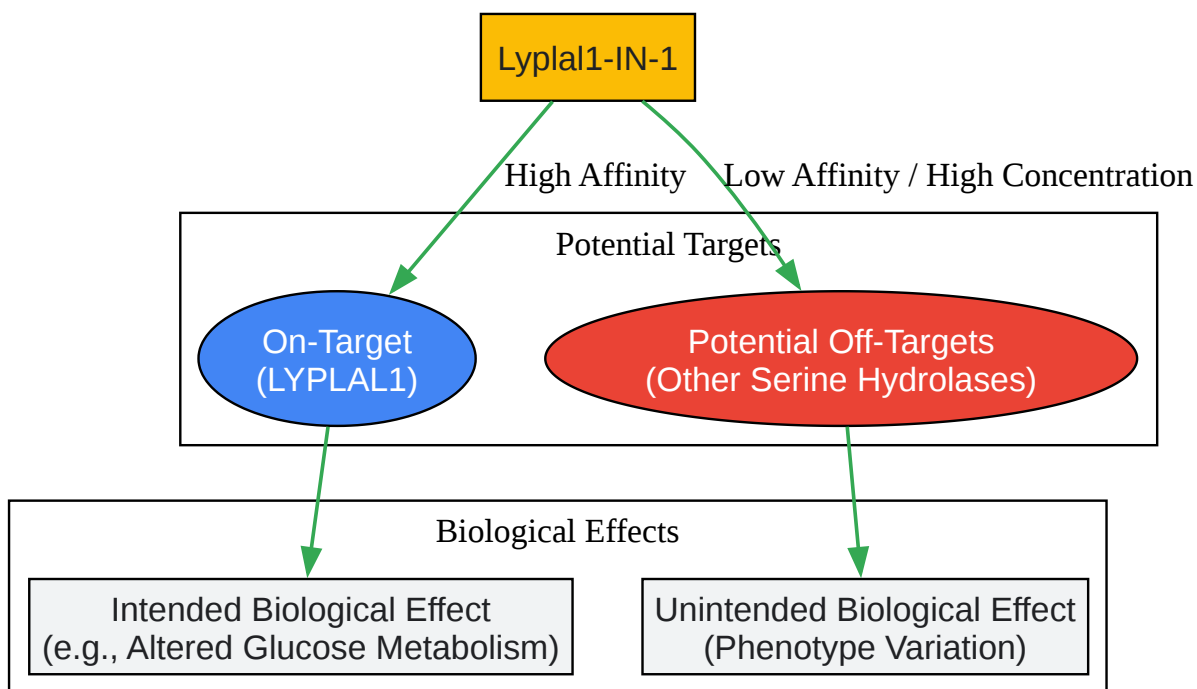 Lyplal1-IN-1
High Affinity
Low Affinity / High Concentration
Potential Targets
On-Target
(LYPLAL1)
Potential Off-Targets
(Other Serine Hydrolases)
Biological Effects
Intended Biological Effect
(e.g., Altered Glucose Metabolism)
Unintended Biological Effect
(Phenotype Variation)